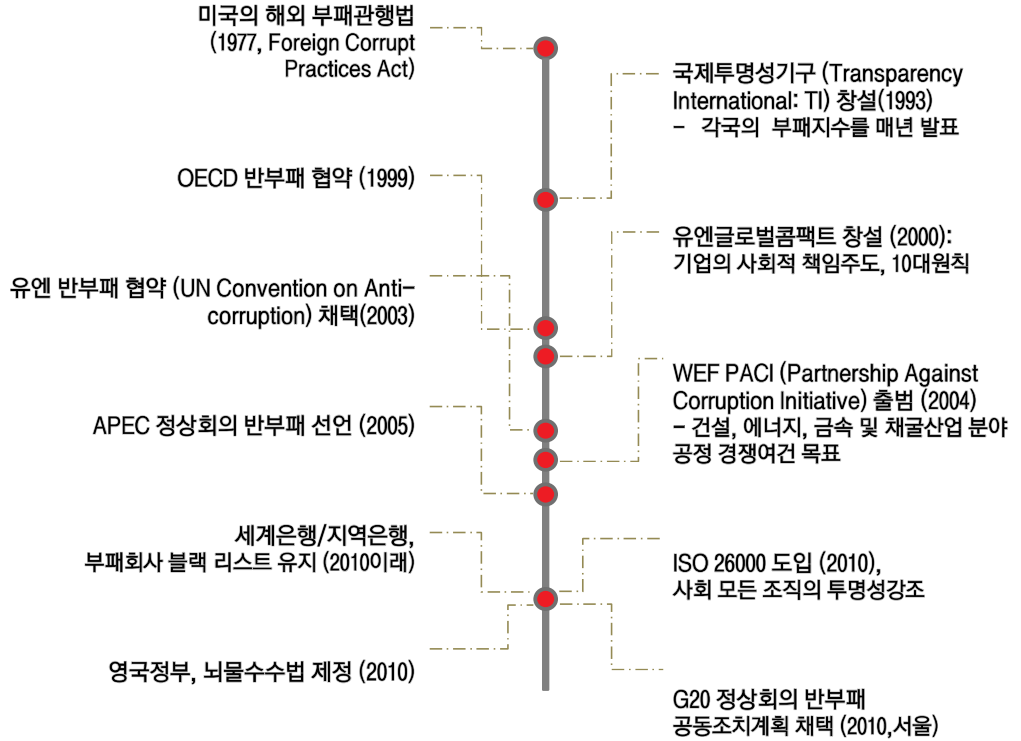 미국의 해외 부패관행법
(1977, Foreign Corrupt
Practices Act)
국제투명성기구 (Transparency
International: TI) 창설(1993)
- 각국의 부패지수를 매년 발표
OECD 반부패 협약 (1999)
유엔글로벌콤팩트 창설 (2000):
기업의 사회적 책임주도, 10대원칙
유엔 반부패 협약 (UN Convention on Anti-
corruption) 채택(2003)
WEF PACI (Partnership Against
Corruption Initiative) 출범 (2004)
- 건설, 에너지, 금속 및 채굴산업 분야
공정 경쟁여건 목표
APEC 정상회의 반부패 선언 (2005)
세계은행/지역은행,
부패회사 블랙 리스트 유지 (2010이래)
ISO 26000 도입 (2010),
사회 모든 조직의 투명성강조
영국정부, 뇌물수수법 제정 (2010)
G20 정상회의 반부패
공동조치계획 채택 (2010,서울)